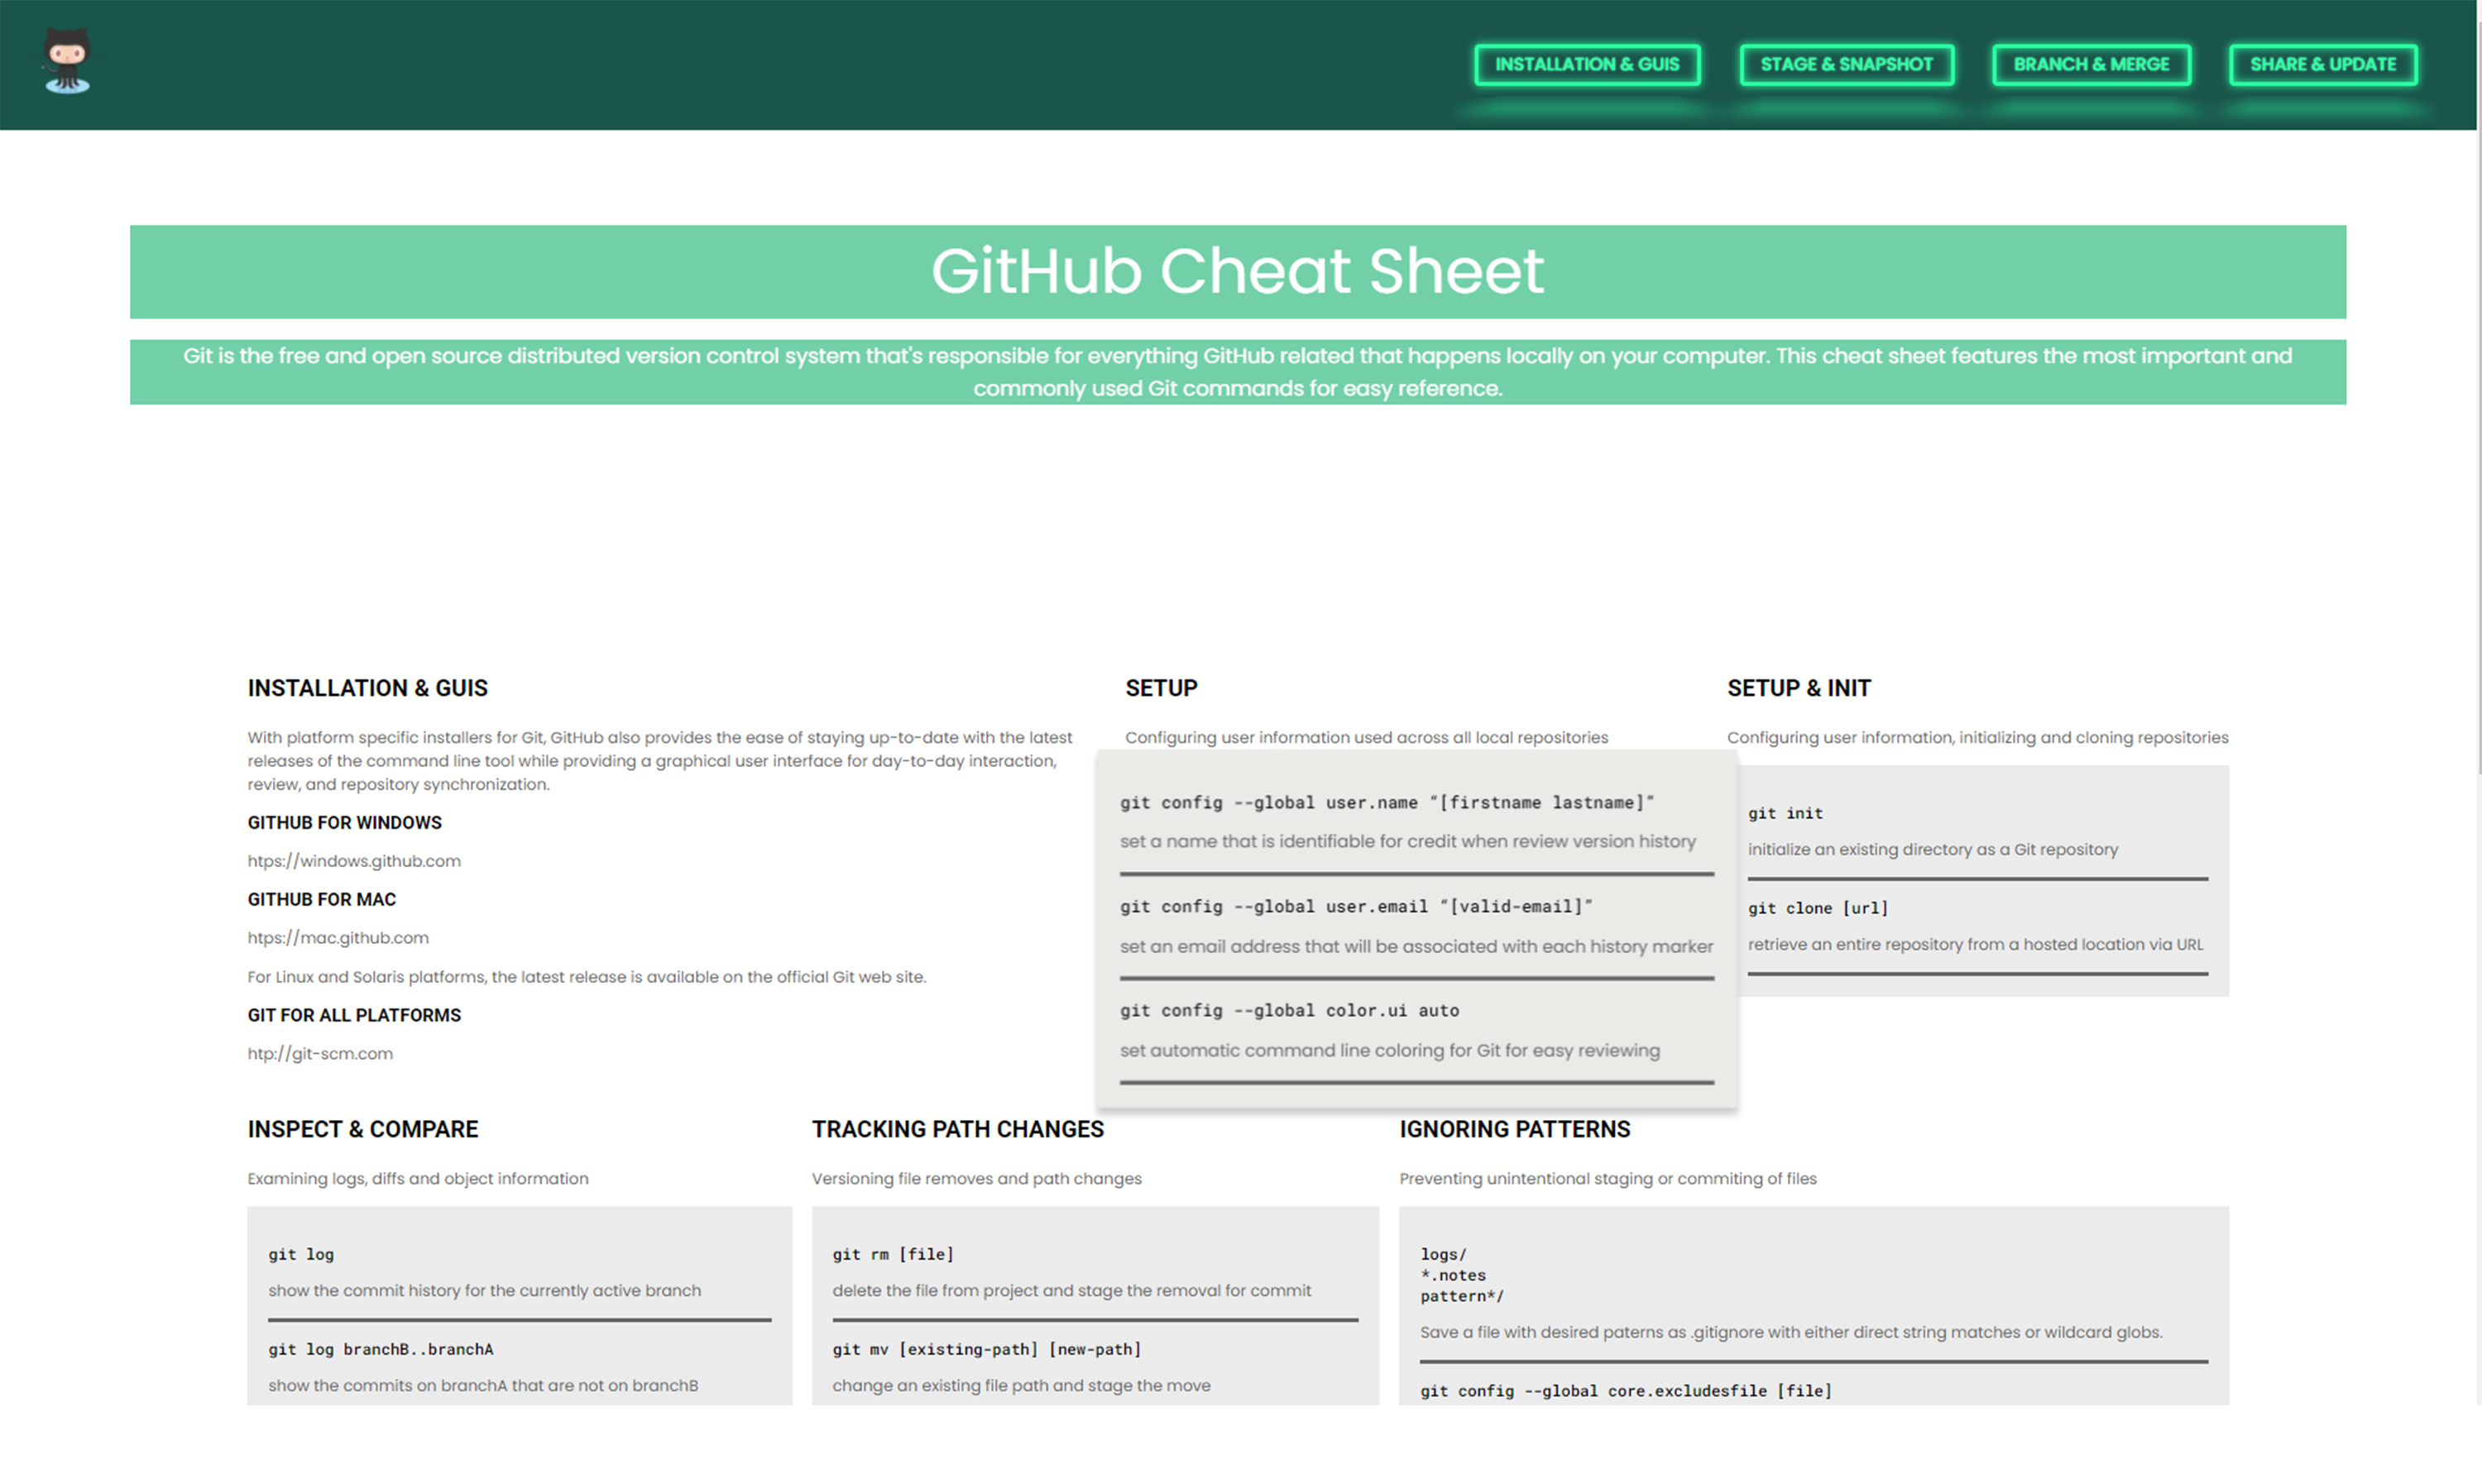 INSTALLATION & GUIS
STAGE & SNAPSHOT
BRANCH & MERGE
SHARE & UPDATE
GitHub Cheat Sheet
Git is the free and open source distributed version control system that's responsible for everything GitHub related that happens locally on your computer. This cheat sheet features the most important and
commonly used Git commands for easy reference.
INSTALLATION & GUIS
With platform specific installers for Git, GitHub also provides the ease of staying up-to-date with the latest
releases of the command line tool while providing a graphical user interface for day-to-day interaction,
review, and repository synchronization.
GITHUB FOR WINDOWS
htps://windows.github.com
GITHUB FOR MAC
htps://mac.github.com
For Linux and Solaris platforms, the latest release is available on the official Git web site.
GIT FOR ALL PLATFORMS
htp://git-scm.com
SETUP
Configuring user information used across all local repositories
git config --global user.name “[firstname lastname]”
set a name that is identifiable for credit when review version history
git config --global user.email “[valid-email]”
set an email address that will be associated with each history marker
git config --global color.ui auto
set automatic command line coloring for Git for easy reviewing
SETUP & INIT
Configuring user information, initializing and cloning repositories
git init
initialize an existing directory as a Git repository
git clone [url]
retrieve an entire repository from a hosted location via URL
INSPECT & COMPARE
Examining logs, diffs and object information
git log
show the commit history for the currently active branch
git log branchB..branchA
show the commits on branchA that are not on branchB
TRACKING PATH CHANGES
Versioning file removes and path changes
git rm [file]
delete the file from project and stage the removal for commit
git mv [existing-path] [new-path]
change an existing file path and stage the move
IGNORING PATTERNS
Preventing unintentional staging or commiting of files
logs/
*.notes
pattern*/
Save a file with desired paterns as .gitignore with either direct string matches or wildcard globs.
git config --global core.excludesfile [file]